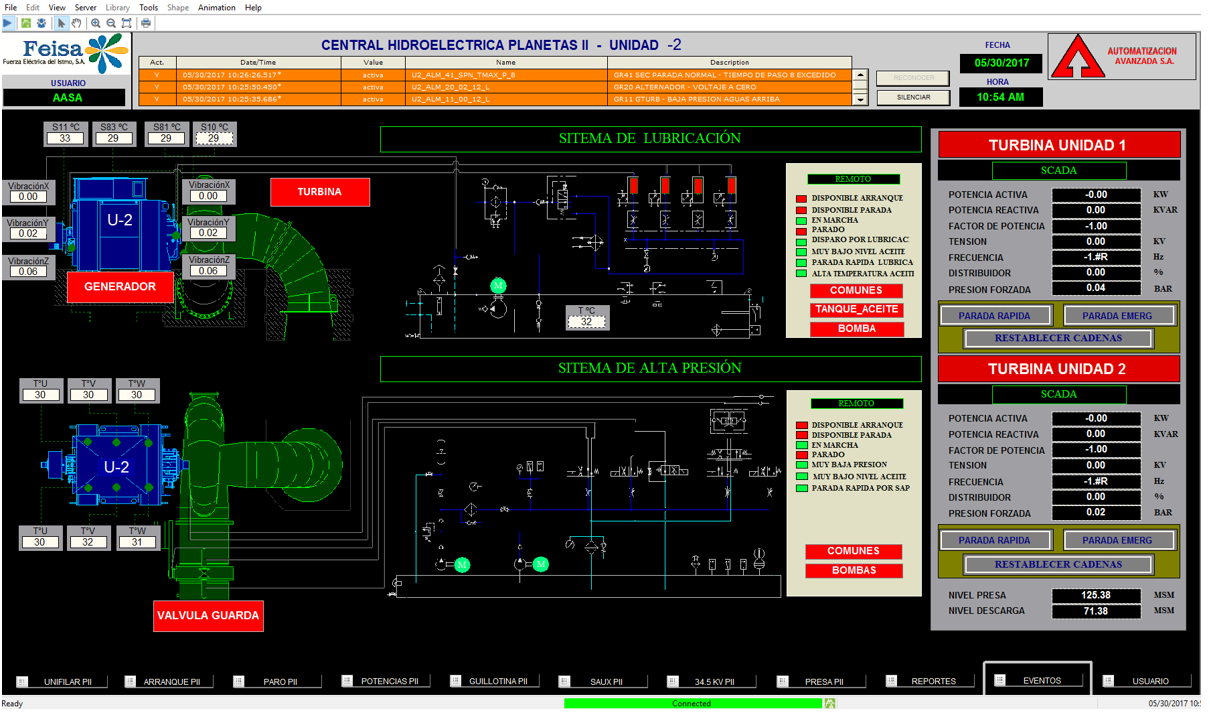 File Edit View Server Library Tools Shape Animation Help
Feisa
Fuerza Eléctrica del Istmo, S.A.
USUARIO
AASA
CENTRAL HIDROELECTRICA PLANETAS II - UNIDAD -2
Act. Date/Time Value Name Description
Y 05/30/2017 10:26:26.517* activa U2_ALM_41_SPN_TMAX_P_8 GR41 SEC PARADA NORMAL - TIEMPO DE PASO 8 EXCEDIDO
Y 05/30/2017 10:25:50.450* activa U2_ALM_20_02_12_L GR20 ALTERNADOR - VOLTAJE A CERO
Y 05/30/2017 10:25:35.686* activa U2_ALM_11_00_12_L GR11 GTURB - BAJA PRESION AGUAS ARRIBA
RECONOCER
SILENCIAR
FECHA
05/30/2017
HORA
10:54 AM
AUTOMATIZACION
AVANZADA S.A.
S11 ºC S83 ºC S81 ºC S10 ºC
33 29 29 29
VibraciónX
0.00
VibraciónY
0.02
VibraciónZ
0.06
U-2
GENERADOR
VibraciónX
0.00
VibraciónY
0.02
VibraciónZ
0.06
TURBINA
SITEMA DE LUBRICACIÓN
M
T ºC
32
REMOTO
DISPONIBLE ARRANQUE
DISPONIBLE PARADA
EN MARCHA
PARADO
DISPARO POR LUBRICAC
MUY BAJO NIVEL ACEITE
PARADA RAPIDA LUBRICA
ALTA TEMPERATURA ACEITI
COMUNES
TANQUE_ACEITE
BOMBA
TURBINA UNIDAD 1
SCADA
POTENCIA ACTIVA -0.00 KW
POTENCIA REACTIVA 0.00 KVAR
FACTOR DE POTENCIA -1.00
TENSION 0.00 KV
FRECUENCIA -1.#R Hz
DISTRIBUIDOR 0.00 %
PRESION FORZADA 0.04 BAR
PARADA RAPIDA PARADA EMERG
RESTABLECER CADENAS
T°U T°V T°W
30 30 30
U-2
T°U T°V T°W
30 32 31
VALVULA GUARDA
SITEMA DE ALTA PRESIÓN
M M
REMOTO
DISPONIBLE ARRANQUE
DISPONIBLE PARADA
EN MARCHA
PARADO
MUY BAJA PRESION
MUY BAJO NIVEL ACEITE
PARADA RAPIDA POR SAP
COMUNES
BOMBAS
TURBINA UNIDAD 2
SCADA
POTENCIA ACTIVA -0.00 KW
POTENCIA REACTIVA 0.00 KVAR
FACTOR DE POTENCIA -1.00
TENSION 0.00 KV
FRECUENCIA -1.#R Hz
DISTRIBUIDOR 0.00 %
PRESION FORZADA 0.02 BAR
PARADA RAPIDA PARADA EMERG
RESTABLECER CADENAS
NIVEL PRESA 125.38 MSM
NIVEL DESCARGA 71.38 MSM
UNIFILAR PII ARRANQUE PII PARO PII POTENCIAS PII GUILLOTINA PII SAUX PII 34.5 KV PII PRESA PII REPORTES EVENTOS USUARIO
Ready Connected 05/30/2017 10: